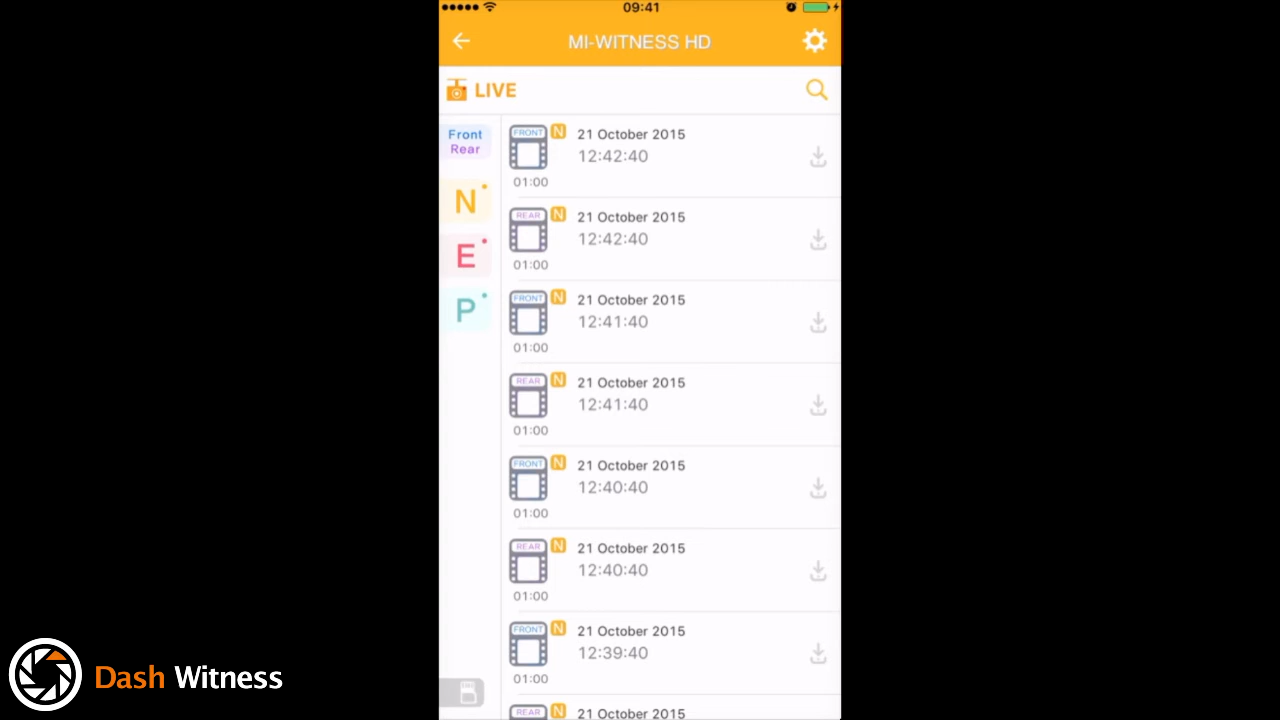 09:41
MI-WITNESS HD
LIVE
Front
Rear
N
E
P
FRONT N 21 October 2015
12:42:40
01:00
REAR N 21 October 2015
12:42:40
01:00
FRONT N 21 October 2015
12:41:40
01:00
REAR N 21 October 2015
12:41:40
01:00
FRONT N 21 October 2015
12:40:40
01:00
REAR N 21 October 2015
12:40:40
01:00
FRONT N 21 October 2015
12:39:40
01:00
REAR N 21 October 2015
Dash Witness